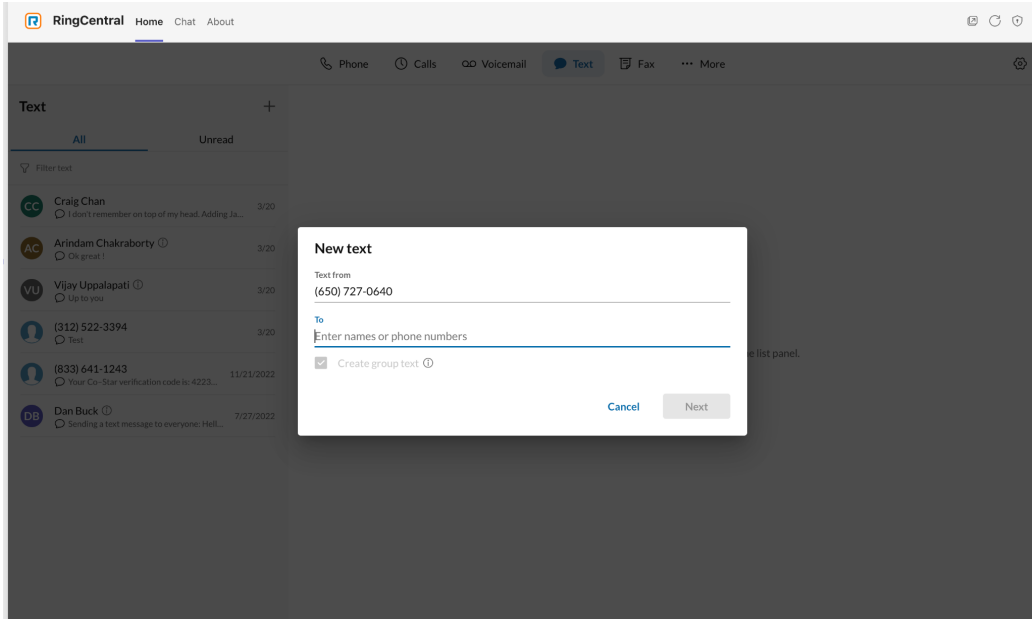 RingCentral Home Chat About
Phone Calls Voicemail Text Fax More
Text
All Unread
Filter text
CC Craig Chan 3/20
I don't remember on top of my head. Adding Ja...
AC Arindam Chakraborty 3/20
Ok great !
VU Vijay Uppalapati 3/20
Up to you
(312) 522-3394 3/20
Test
(833) 641-1243 11/21/2022
Your Co-Star verification code is: 4223...
DB Dan Buck 7/27/2022
Sending a text message to everyone: Hell...
New text
Text from
(650) 727-0640
To
Enter names or phone numbers
Create group text
Cancel Next
e list panel.